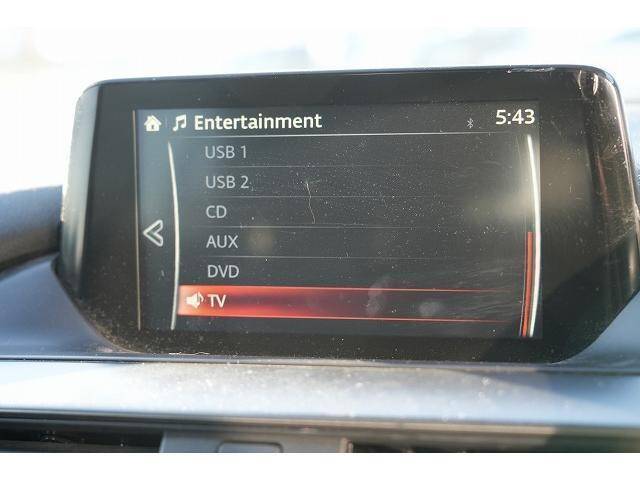 Entertainment 5:43
USB 1
USB 2
CD
AUX
DVD
TV